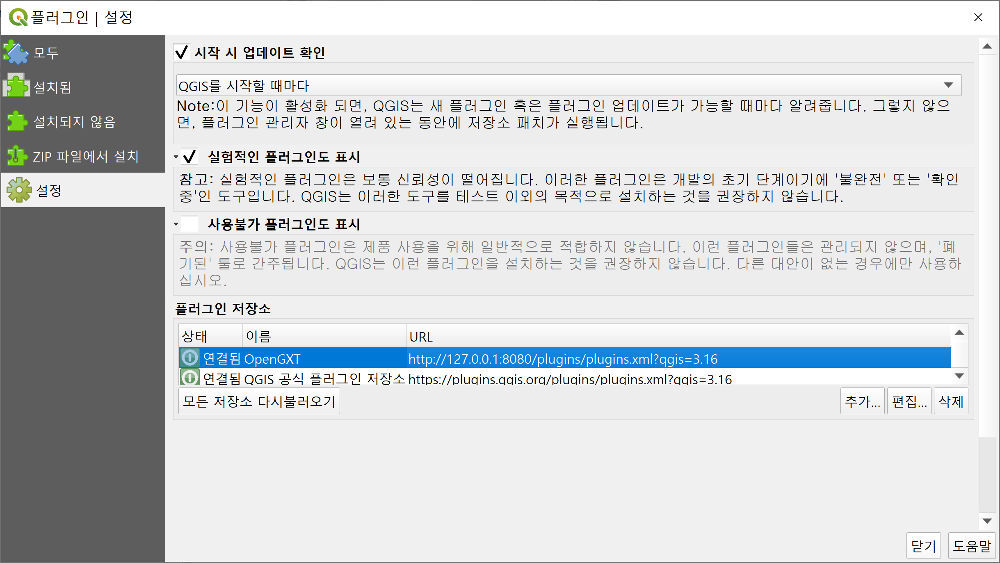 플러그인 | 설정
모두
설치됨
설치되지 않음
ZIP 파일에서 설치
설정
시작 시 업데이트 확인
QGIS를 시작할 때마다
Note:이 기능이 활성화 되면, QGIS는 새 플러그인 혹은 플러그인 업데이트가 가능할 때마다 알려줍니다. 그렇지 않으
면, 플러그인 관리자 창이 열려 있는 동안에 저장소 패치가 실행됩니다.
실험적인 플러그인도 표시
참고: 실험적인 플러그인은 보통 신뢰성이 떨어집니다. 이러한 플러그인은 개발의 초기 단계이기에 '불완전' 또는 '확인
중'인 도구입니다. QGIS는 이러한 도구를 테스트 이외의 목적으로 설치하는 것을 권장하지 않습니다.
사용불가 플러그인도 표시
주의: 사용불가 플러그인은 제품 사용을 위해 일반적으로 적합하지 않습니다. 이런 플러그인들은 관리되지 않으며, '폐
기된' 툴로 간주됩니다. QGIS는 이런 플러그인을 설치하는 것을 권장하지 않습니다. 다른 대안이 없는 경우에만 사용하
십시오.
플러그인 저장소
상태 이름 URL
연결됨 OpenGXT http://127.0.0.1:8080/plugins/plugins.xml?qgis=3.16
연결됨 QGIS 공식 플러그인 저장소 https://plugins.qgis.org/plugins/plugins.xml?qgis=3.16
모든 저장소 다시불러오기 추가... 편집... 삭제
닫기 도움말